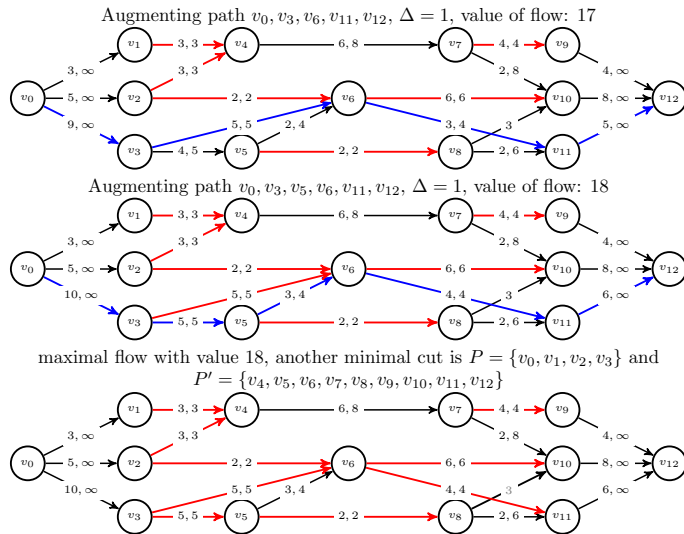 Augmenting path v₀, v₃, v₆, v₁₁, v₁₂, Δ = 1, value of flow: 17
v₁ 3, 3 v₄ 6, 8 v₇ 4, 4 v₉
3, ∞ 3, 3 2, 8 4, ∞
v₀ 5, ∞ v₂ 2, 2 v₆ 6, 6 v₁₀ 8, ∞ v₁₂
9, ∞ 5, 5 2, 4 3, 4 3 5, ∞
v₃ 4, 5 v₅ 2, 2 v₈ 2, 6 v₁₁
Augmenting path v₀, v₃, v₅, v₆, v₁₁, v₁₂, Δ = 1, value of flow: 18
v₁ 3, 3 v₄ 6, 8 v₇ 4, 4 v₉
3, ∞ 3, 3 2, 8 4, ∞
v₀ 5, ∞ v₂ 2, 2 v₆ 6, 6 v₁₀ 8, ∞ v₁₂
10, ∞ 5, 5 3, 4 4, 4 3 6, ∞
v₃ 5, 5 v₅ 2, 2 v₈ 2, 6 v₁₁
maximal flow with value 18, another minimal cut is P = {v₀, v₁, v₂, v₃} and
P′ = {v₄, v₅, v₆, v₇, v₈, v₉, v₁₀, v₁₁, v₁₂}
v₁ 3, 3 v₄ 6, 8 v₇ 4, 4 v₉
3, ∞ 3, 3 2, 8 4, ∞
v₀ 5, ∞ v₂ 2, 2 v₆ 6, 6 v₁₀ 8, ∞ v₁₂
10, ∞ 5, 5 3, 4 4, 4 3 6, ∞
v₃ 5, 5 v₅ 2, 2 v₈ 2, 6 v₁₁